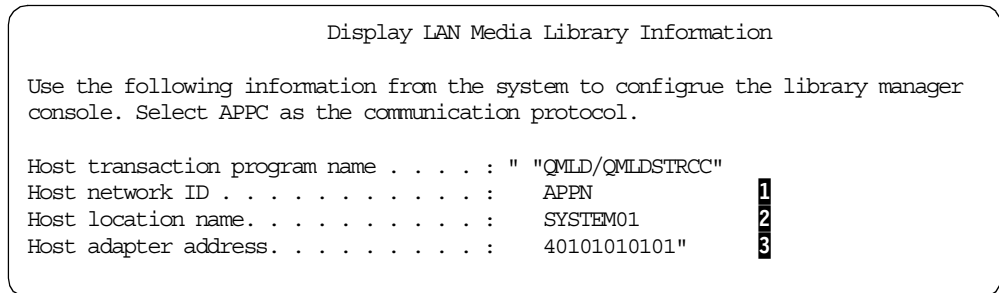 Display LAN Media Library Information
Use the following information from the system to configrue the library manager
console. Select APPC as the communication protocol.
Host transaction program name . . . . : " "QMLD/QMLDSTRCC"
Host network ID . . . . . . . . . . . : APPN 1
Host location name. . . . . . . . . . : SYSTEM01 2
Host adapter address. . . . . . . . . : 40101010101" 3